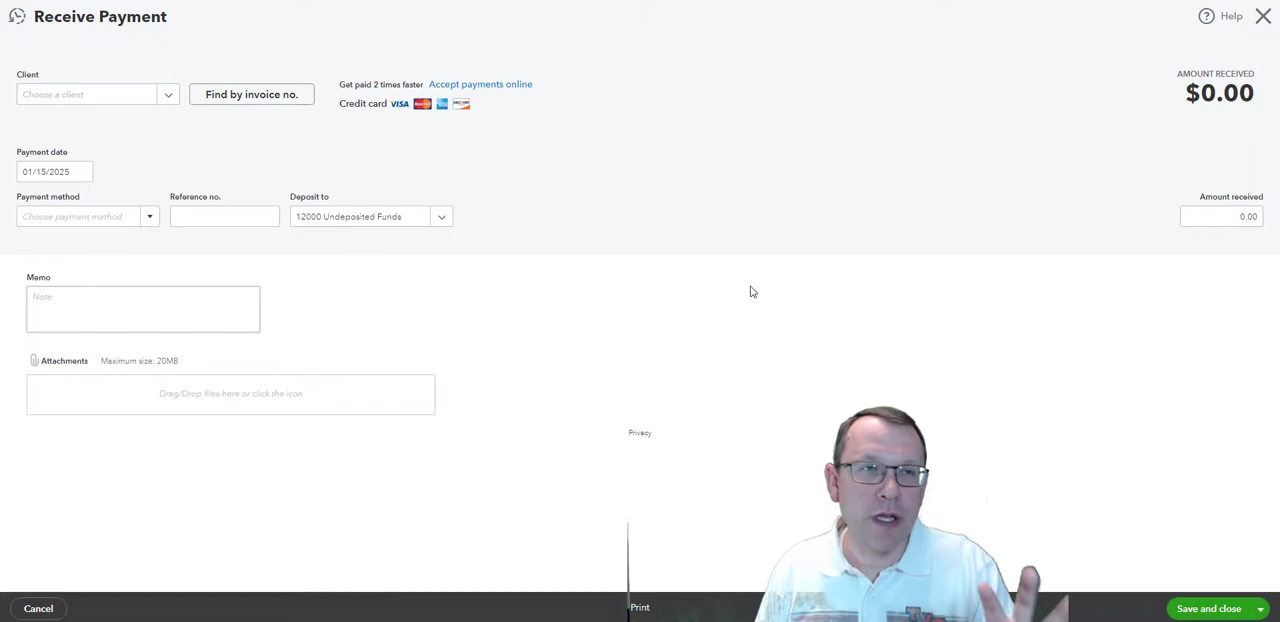 Receive Payment
Help
Client
Choose a client
Find by invoice no.
Get paid 2 times faster Accept payments online
Credit card VISA
AMOUNT RECEIVED
$0.00
Payment date
01/15/2025
Payment method
Choose payment method
Reference no.
Deposit to
12000 Undeposited Funds
Amount received
0.00
Memo
Note
Attachments Maximum size: 20MB
Drag/Drop files here or click the icon
Privacy
Cancel
Print
Save and close